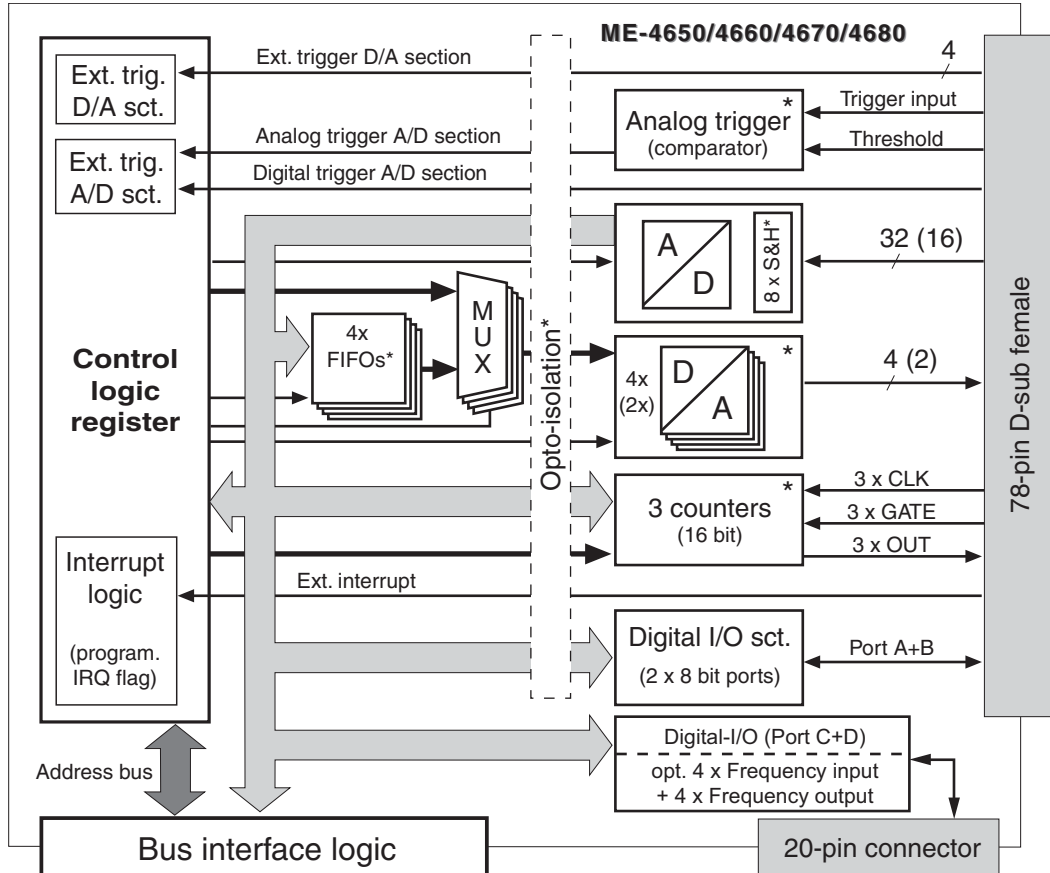 ME-4650/4660/4670/4680
Ext. trig.
D/A sct.
Ext. trigger D/A section
4
Trigger input
Analog trigger
(comparator)
*
Threshold
Analog trigger A/D section
Ext. trig.
A/D sct.
Digital trigger A/D section
A
D
8 x S&H*
32 (16)
MUX
4x
FIFOs*
Opto-isolation*
Control
logic
register
4x
(2x)
D
A
*
4 (2)
78-pin D-sub female
3 counters
(16 bit)
*
3 x CLK
3 x GATE
3 x OUT
Interrupt
logic
(program.
IRQ flag)
Ext. interrupt
Digital I/O sct.
(2 x 8 bit ports)
Port A+B
Digital-I/O (Port C+D)
opt. 4 x Frequency input
+ 4 x Frequency output
Address bus
Bus interface logic
20-pin connector